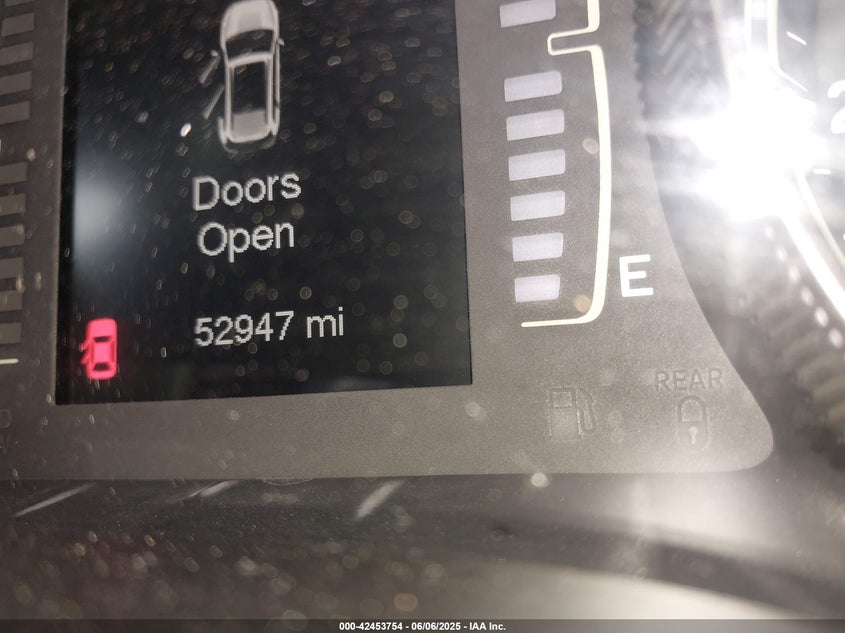 Doors
Open
52947 mi
E
REAR
000-42453754 - 06/06/2025 - IAA Inc.